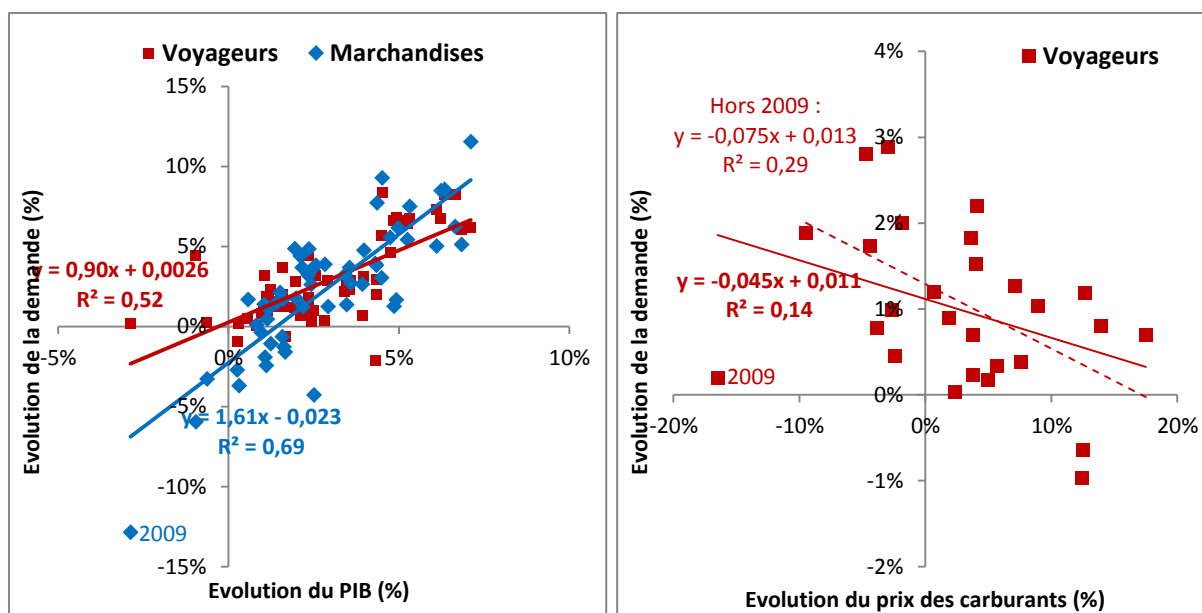 Voyageurs
Marchandises
15%
10%
5%
0%
-5%
-10%
-15%
-5%
0%
5%
10%
y = 0,90x + 0,0026
R² = 0,52
y = 1,61x - 0,023
R² = 0,69
2009
Evolution de la demande (%)
Evolution du PIB (%)
Voyageurs
4%
3%
2%
1%
0%
-1%
-2%
-20%
-10%
0%
10%
20%
Hors 2009 :
y = -0,075x + 0,013
R² = 0,29
y = -0,045x + 0,011
R² = 0,14
2009
Evolution de la demande (%)
Evolution du prix des carburants (%)